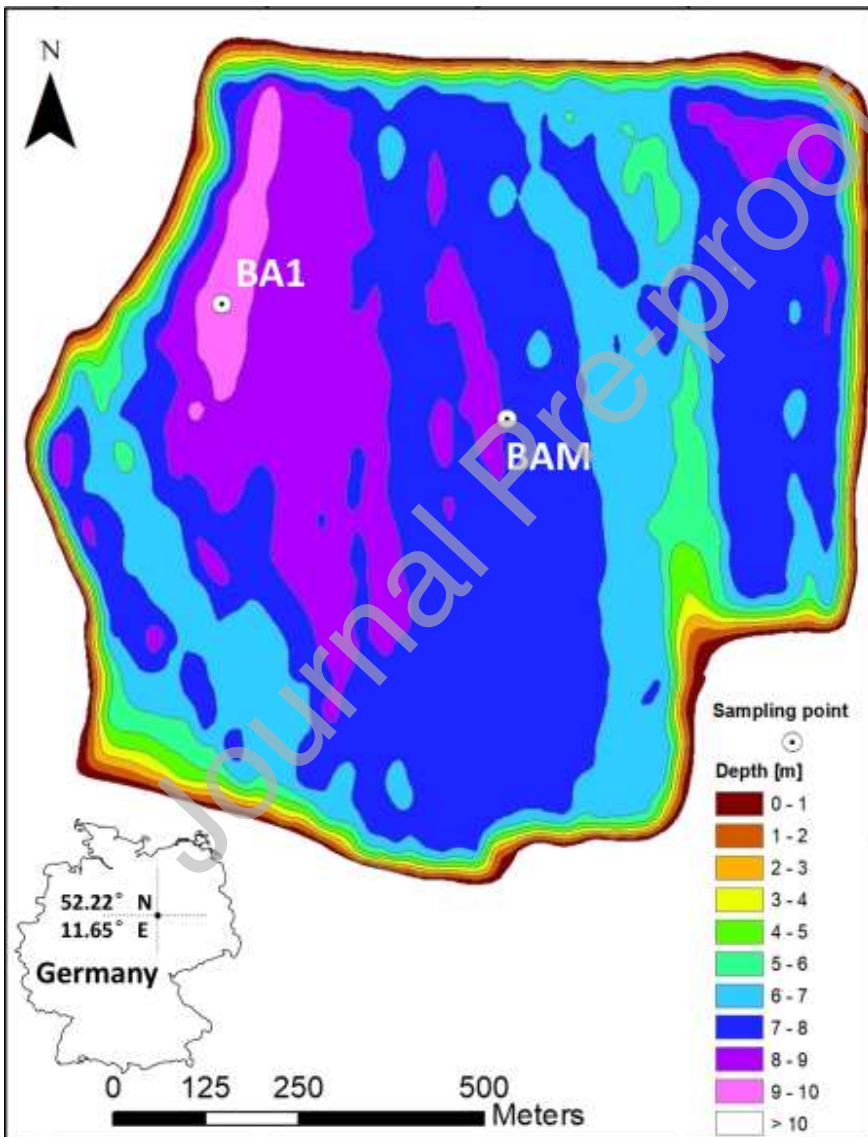 N
BA1
BAM
Journal Pre-proof
Sampling point
Depth [m]
0 - 1
1 - 2
2 - 3
3 - 4
4 - 5
5 - 6
6 - 7
7 - 8
8 - 9
9 - 10
> 10
52.22° N
11.65° E
Germany
0 125 250 500
Meters